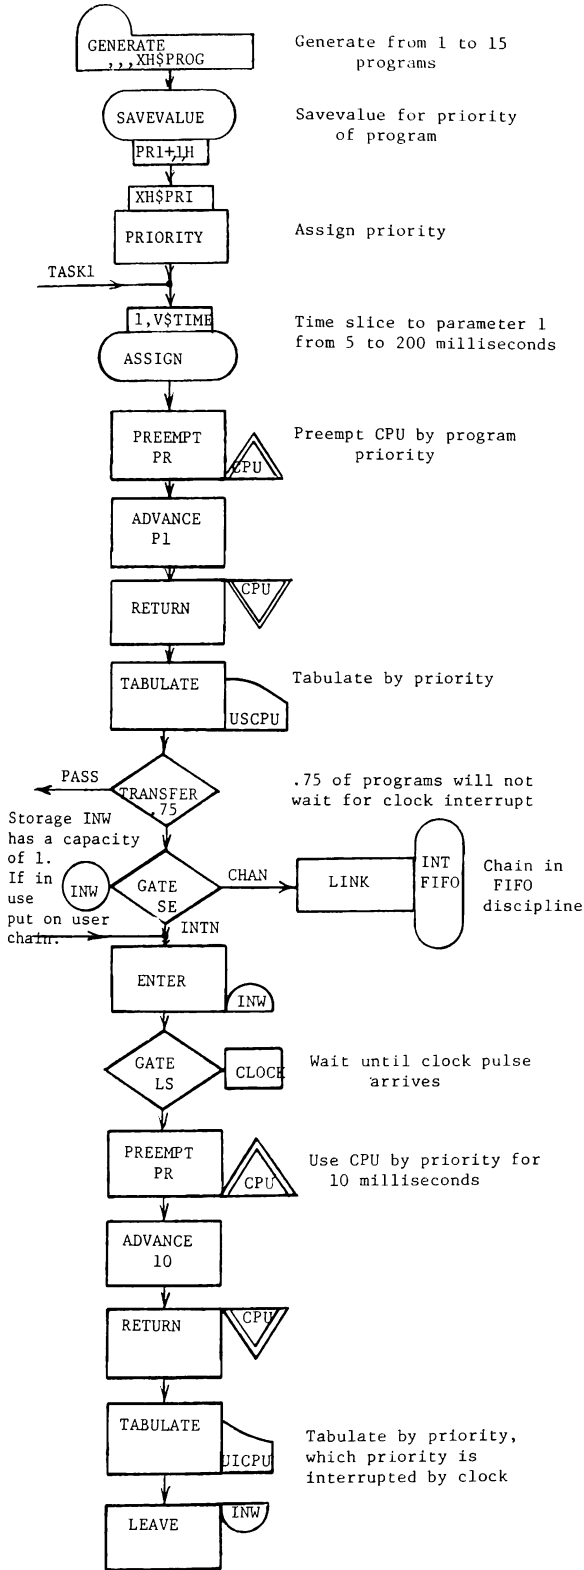 GENERATE
,,,XH$PROG
Generate from 1 to 15
programs
SAVEVALUE
PR1+,1,H
Savevalue for priority
of program
XH$PRI
PRIORITY
Assign priority
TASK1
1,V$TIME
ASSIGN
Time slice to parameter 1
from 5 to 200 milliseconds
PREEMPT
PR
CPU
Preempt CPU by program
priority
ADVANCE
P1
RETURN
CPU
TABULATE
USCPU
Tabulate by priority
PASS
TRANSFER
.75
.75 of programs will not
wait for clock interrupt
Storage INW
has a capacity
of 1.
If in
use
put on user
chain.
INW
GATE
SE
CHAN
LINK
INT
FIFO
Chain in
FIFO
discipline
INTN
ENTER
INW
GATE
LS
CLOCK
Wait until clock pulse
arrives
PREEMPT
PR
CPU
Use CPU by priority for
10 milliseconds
ADVANCE
10
RETURN
CPU
TABULATE
UICPU
Tabulate by priority,
which priority is
interrupted by clock
LEAVE
INW